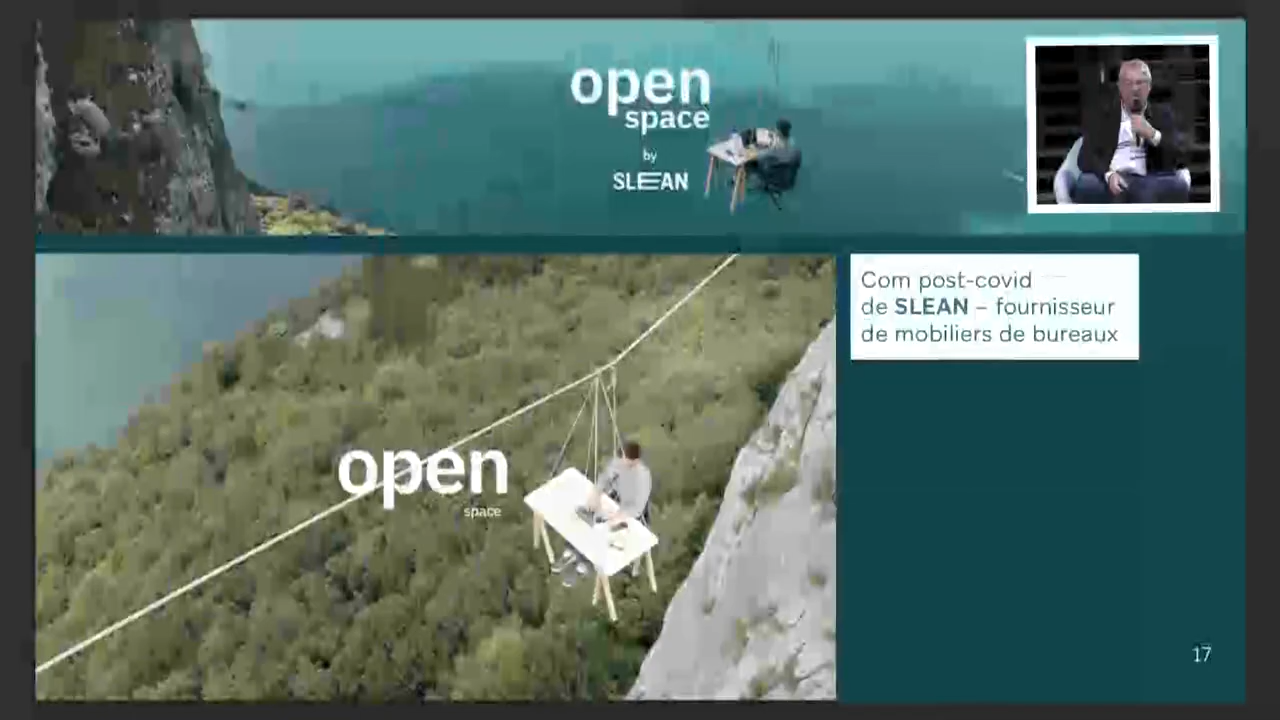 open
space
by
SLEAN
Com post-covid
de SLEAN – fournisseur
de mobiliers de bureaux
open
space
17